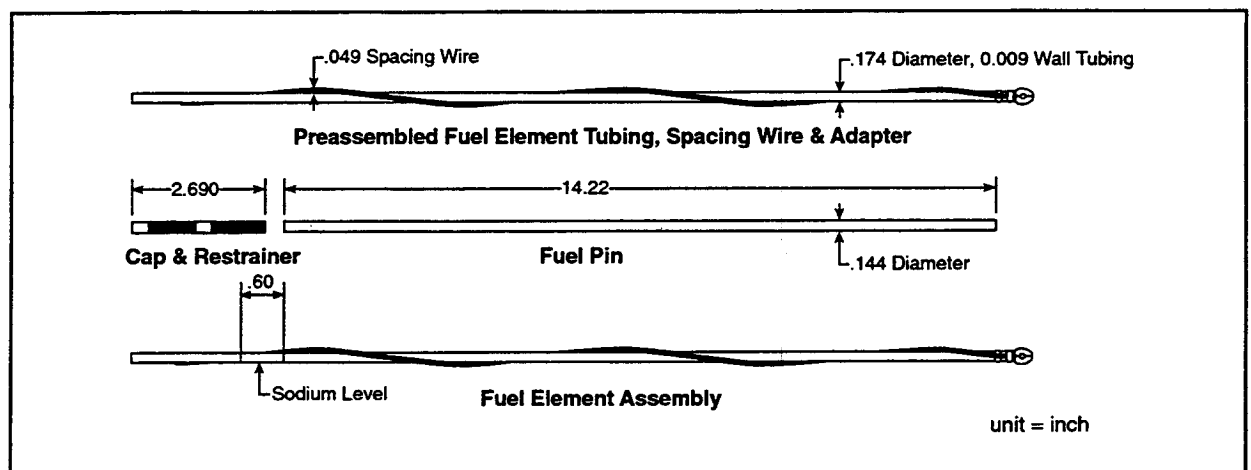 .049 Spacing Wire
.174 Diameter, 0.009 Wall Tubing
Preassembled Fuel Element Tubing, Spacing Wire & Adapter
2.690
14.22
Cap & Restrainer
Fuel Pin
.144 Diameter
.60
Sodium Level
Fuel Element Assembly
unit = inch